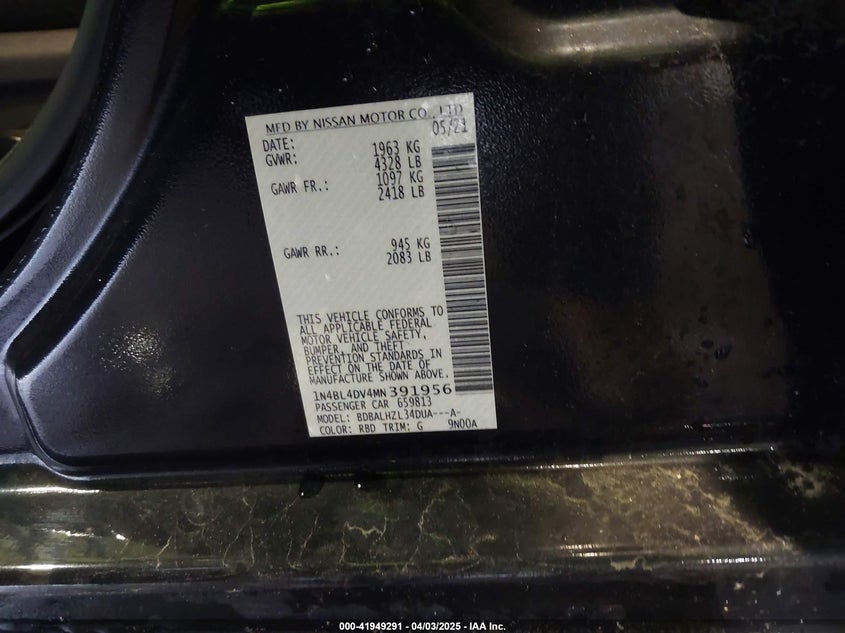 MFD BY NISSAN MOTOR CO., LTD
DATE: 05/21
GVWR: 1963 KG
4328 LB
GAWR FR.: 1097 KG
2418 LB
GAWR RR.: 945 KG
2083 LB
THIS VEHICLE CONFORMS TO
ALL APPLICABLE FEDERAL
MOTOR VEHICLE SAFETY,
BUMPER, AND THEFT
PREVENTION STANDARDS IN
EFFECT ON THE DATE OF
MANUFACTURE SHOWN ABOVE.
1N4BL4DV4MN391956
PASSENGER CAR 659813
MODEL: BDBALHZL34DUA---A-
COLOR: RBD TRIM: G 9N00A
000-41949291 - 04/03/2025 - IAA Inc.